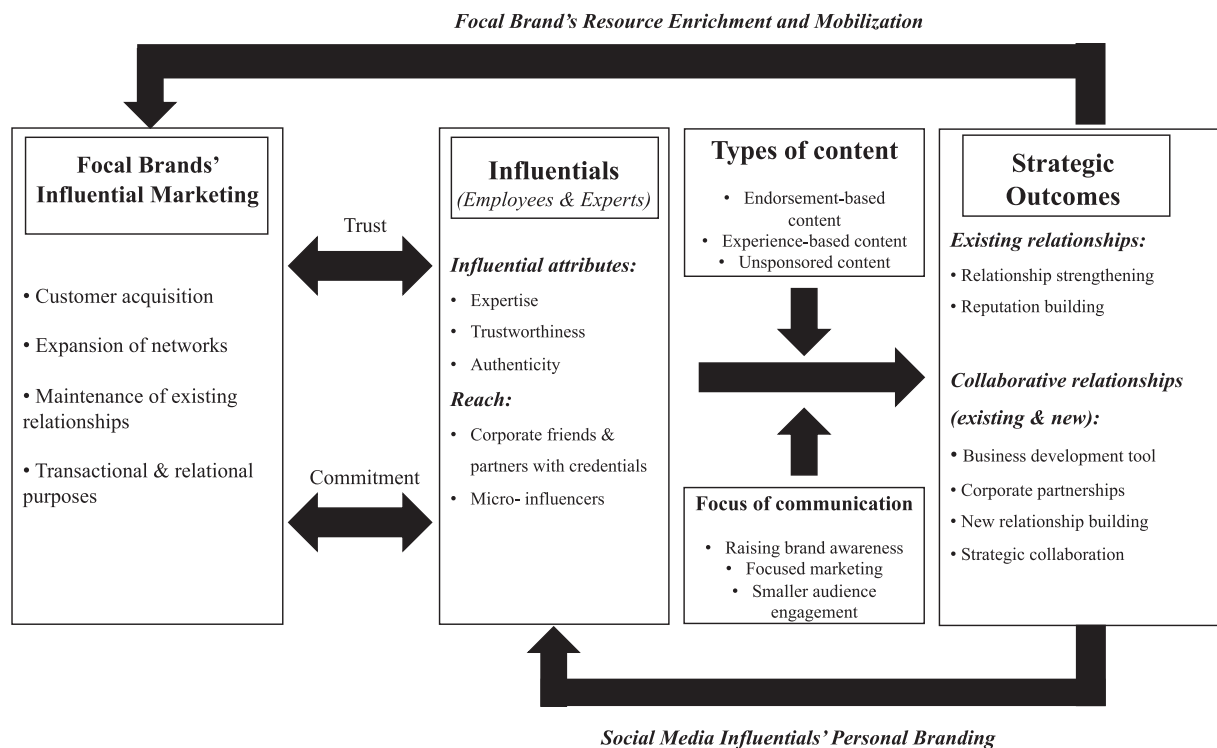 Focal Brand's Resource Enrichment and Mobilization
Focal Brands'
Influential Marketing
• Customer acquisition
• Expansion of networks
• Maintenance of existing
relationships
• Transactional & relational
purposes
Trust
Commitment
Influentials
(Employees & Experts)
Influential attributes:
• Expertise
• Trustworthiness
• Authenticity
Reach:
• Corporate friends &
partners with credentials
• Micro- influencers
Types of content
• Endorsement-based
content
• Experience-based content
• Unsponsored content
Focus of communication
• Raising brand awareness
• Focused marketing
• Smaller audience
engagement
Strategic
Outcomes
Existing relationships:
• Relationship strengthening
• Reputation building
Collaborative relationships
(existing & new):
• Business development tool
• Corporate partnerships
• New relationship building
• Strategic collaboration
Social Media Influentials' Personal Branding